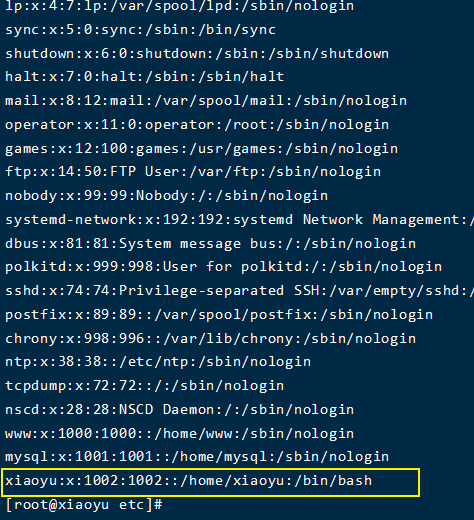 lp:x:4:7:lp:/var/spool/lpd:/sbin/nologin
sync:x:5:0:sync:/sbin:/bin/sync
shutdown:x:6:0:shutdown:/sbin:/sbin/shutdown
halt:x:7:0:halt:/sbin:/sbin/halt
mail:x:8:12:mail:/var/spool/mail:/sbin/nologin
operator:x:11:0:operator:/root:/sbin/nologin
games:x:12:100:games:/usr/games:/sbin/nologin
ftp:x:14:50:FTP User:/var/ftp:/sbin/nologin
nobody:x:99:99:Nobody:/:/sbin/nologin
systemd-network:x:192:192:systemd Network Management:/
dbus:x:81:81:System message bus:/:/sbin/nologin
polkitd:x:999:998:User for polkitd:/:/sbin/nologin
sshd:x:74:74:Privilege-separated SSH:/var/empty/sshd:/
postfix:x:89:89::/var/spool/postfix:/sbin/nologin
chrony:x:998:996::/var/lib/chrony:/sbin/nologin
ntp:x:38:38::/etc/ntp:/sbin/nologin
tcpdump:x:72:72::/:/sbin/nologin
nscd:x:28:28:NSCD Daemon:/:/sbin/nologin
www:x:1000:1000::/home/www:/sbin/nologin
mysql:x:1001:1001::/home/mysql:/sbin/nologin
xiaoyu:x:1002:1002::/home/xiaoyu:/bin/bash
[root@xiaoyu etc]#